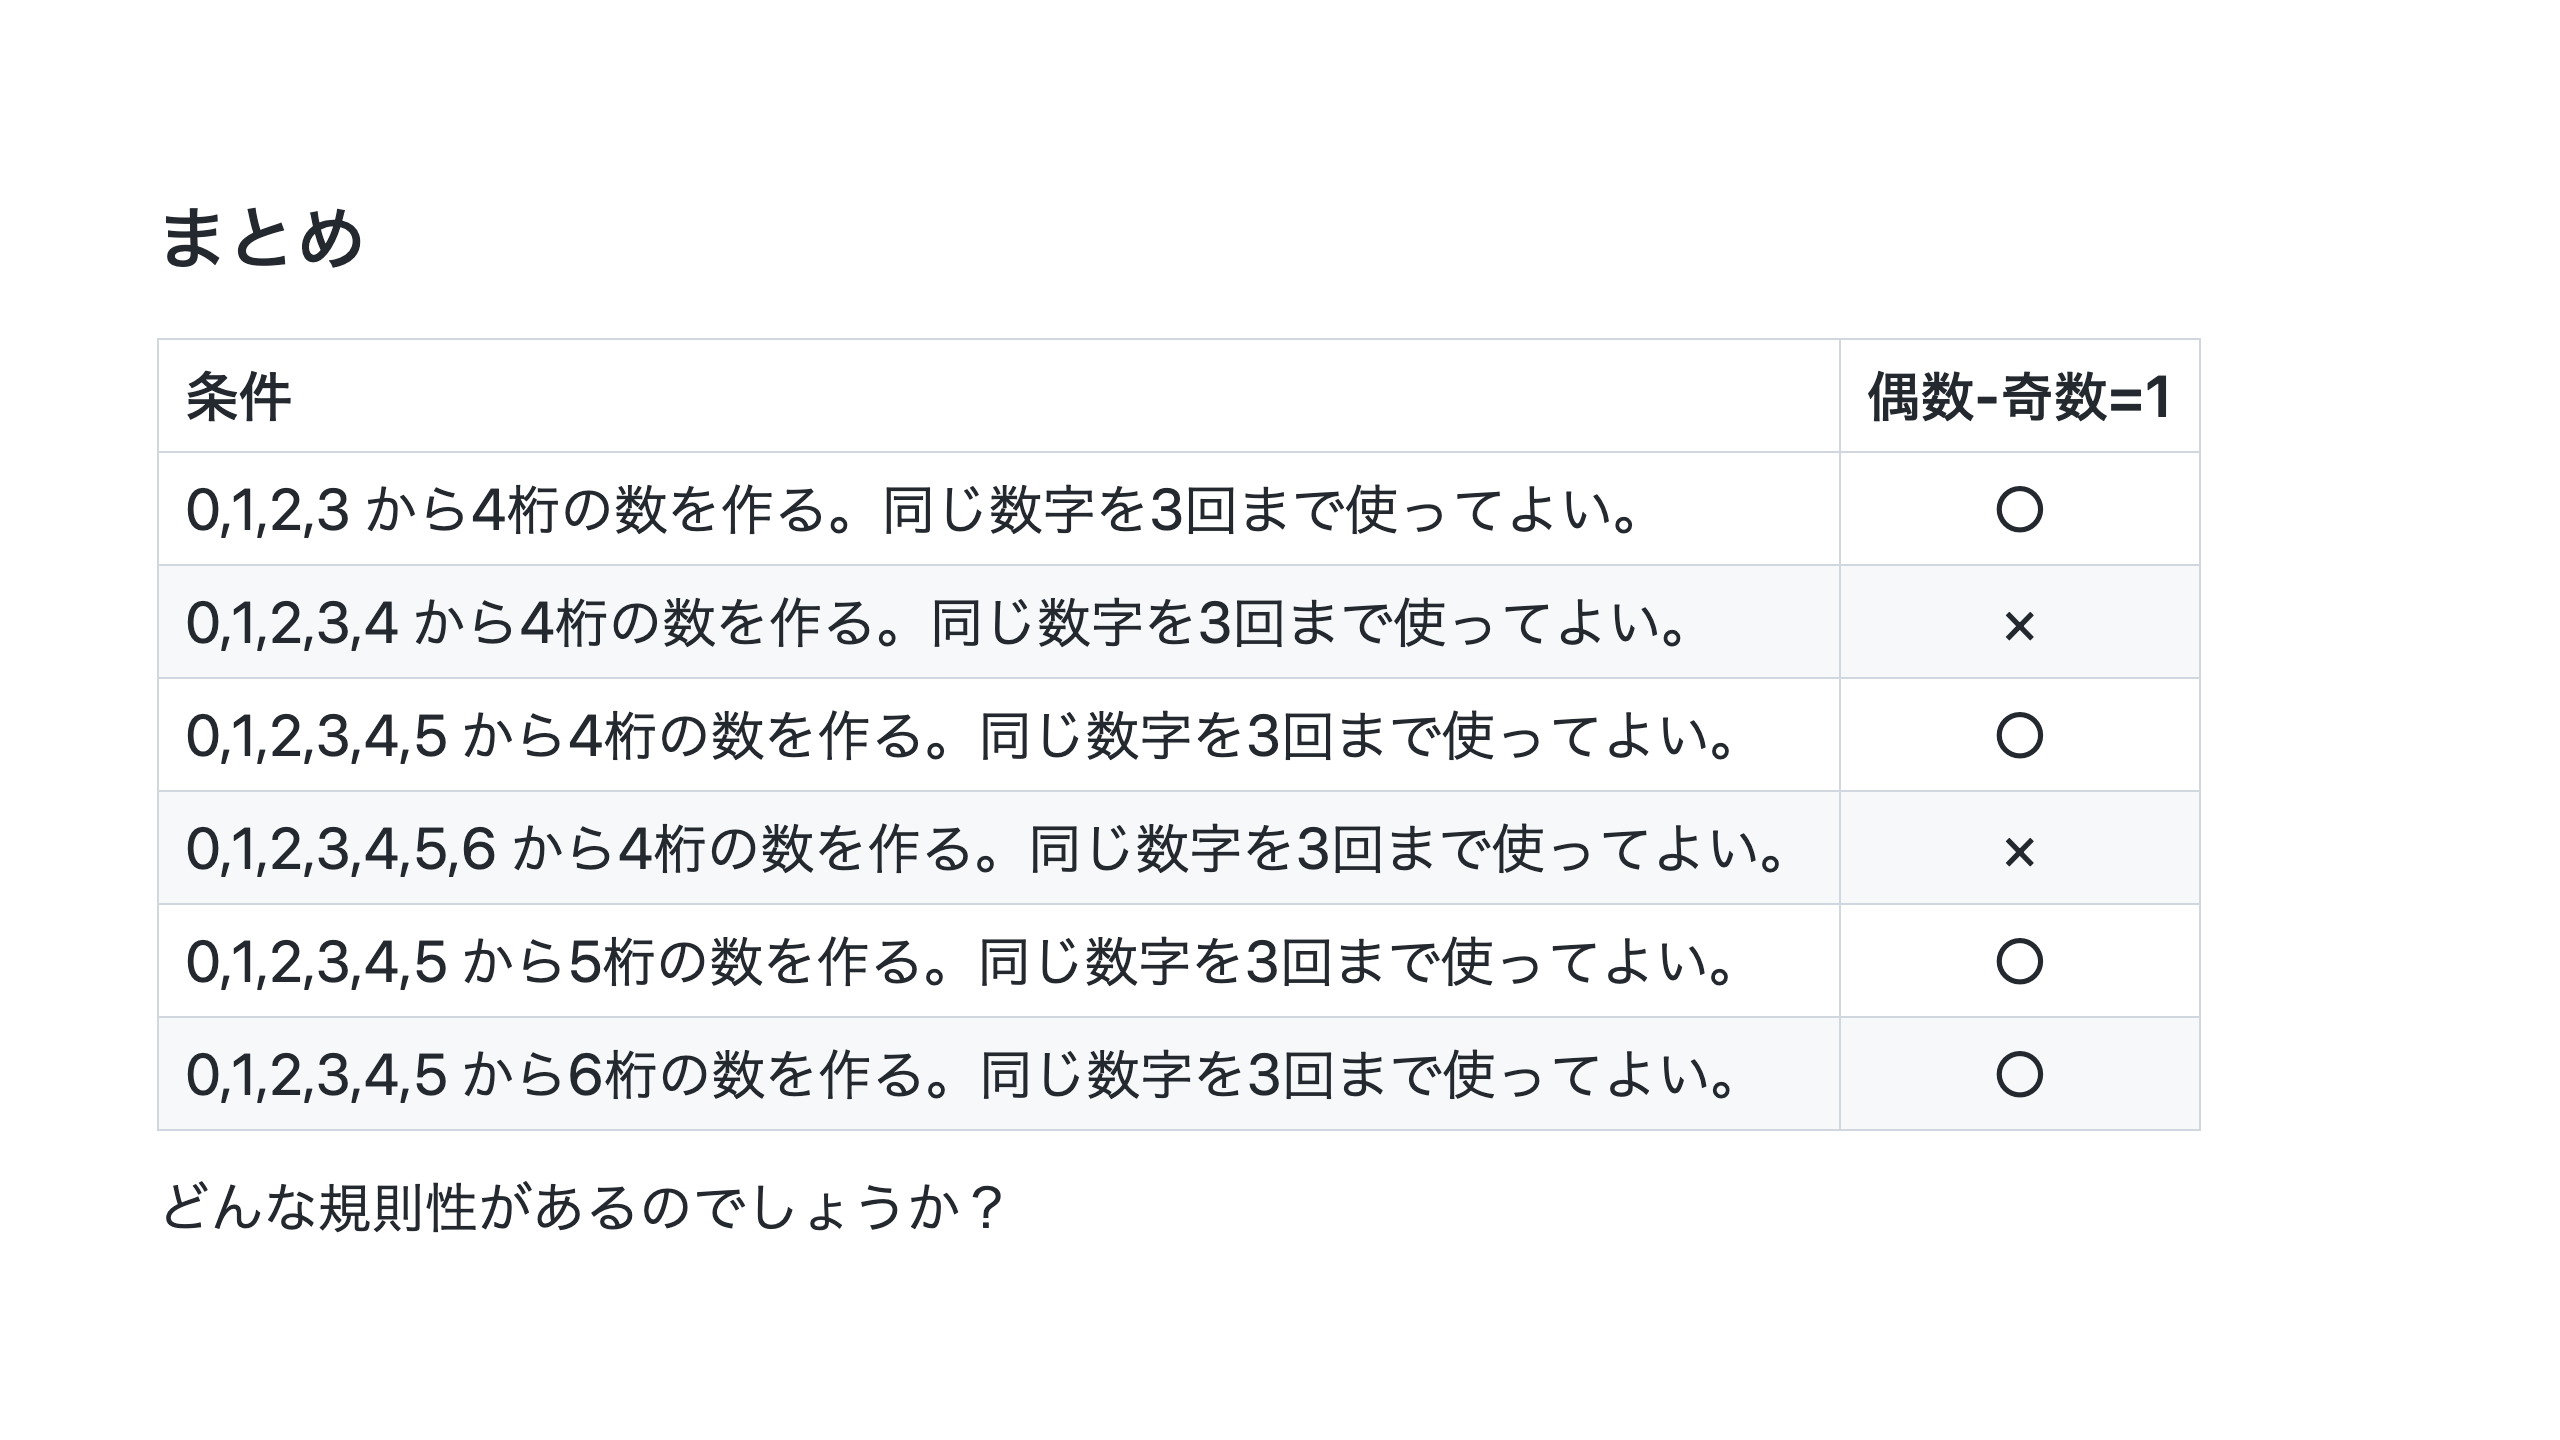 まとめ
条件 偶数-奇数=1
0,1,2,3 から4桁の数を作る。同じ数字を3回まで使ってよい。 ○
0,1,2,3,4 から4桁の数を作る。同じ数字を3回まで使ってよい。 ×
0,1,2,3,4,5 から4桁の数を作る。同じ数字を3回まで使ってよい。 ○
0,1,2,3,4,5,6 から4桁の数を作る。同じ数字を3回まで使ってよい。 ×
0,1,2,3,4,5 から5桁の数を作る。同じ数字を3回まで使ってよい。 ○
0,1,2,3,4,5 から6桁の数を作る。同じ数字を3回まで使ってよい。 ○
どんな規則性があるのでしょうか？